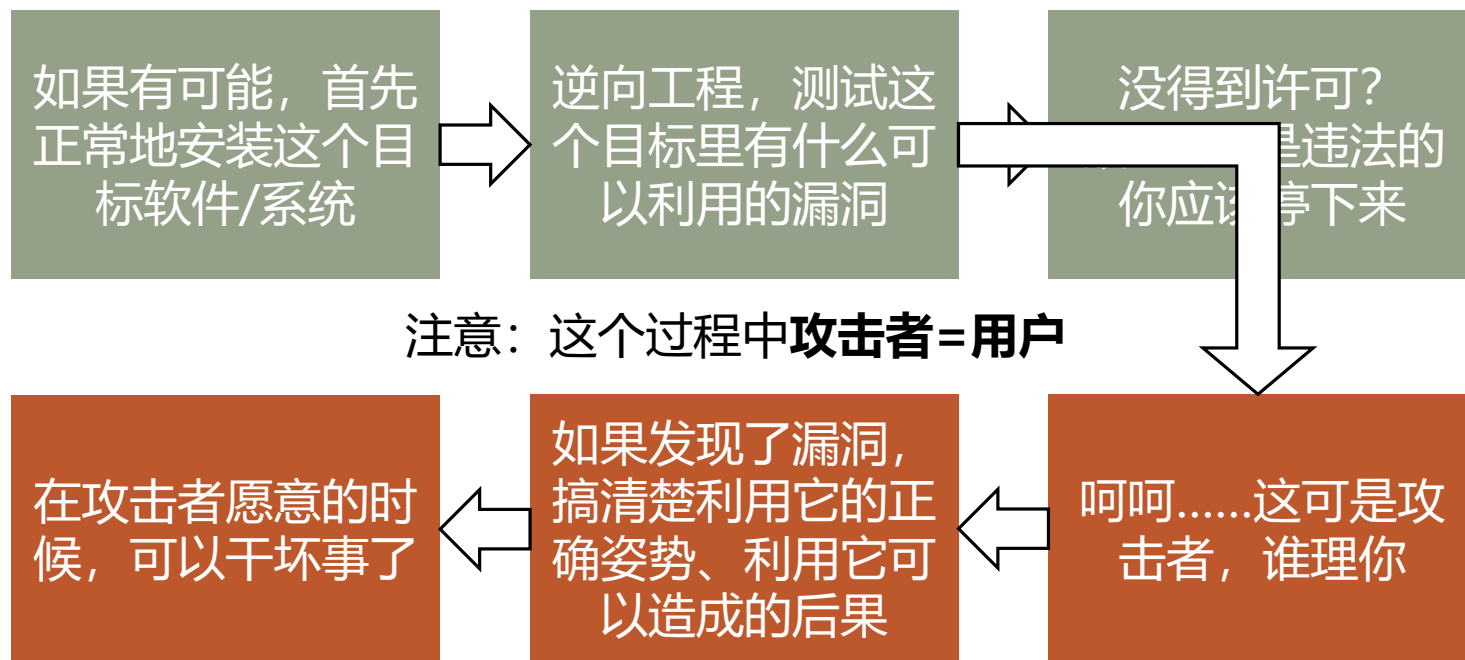 如果有可能，首先
正常地安装这个目
标软件/系统
逆向工程，测试这
个目标里有什么可
以利用的漏洞
没得到许可？
是违法的
你应该停下来
注意：这个过程中攻击者=用户
呵呵……这可是攻
击者，谁理你
如果发现了漏洞，
搞清楚利用它的正
确姿势、利用它可
以造成的后果
在攻击者愿意的时
候，可以干坏事了